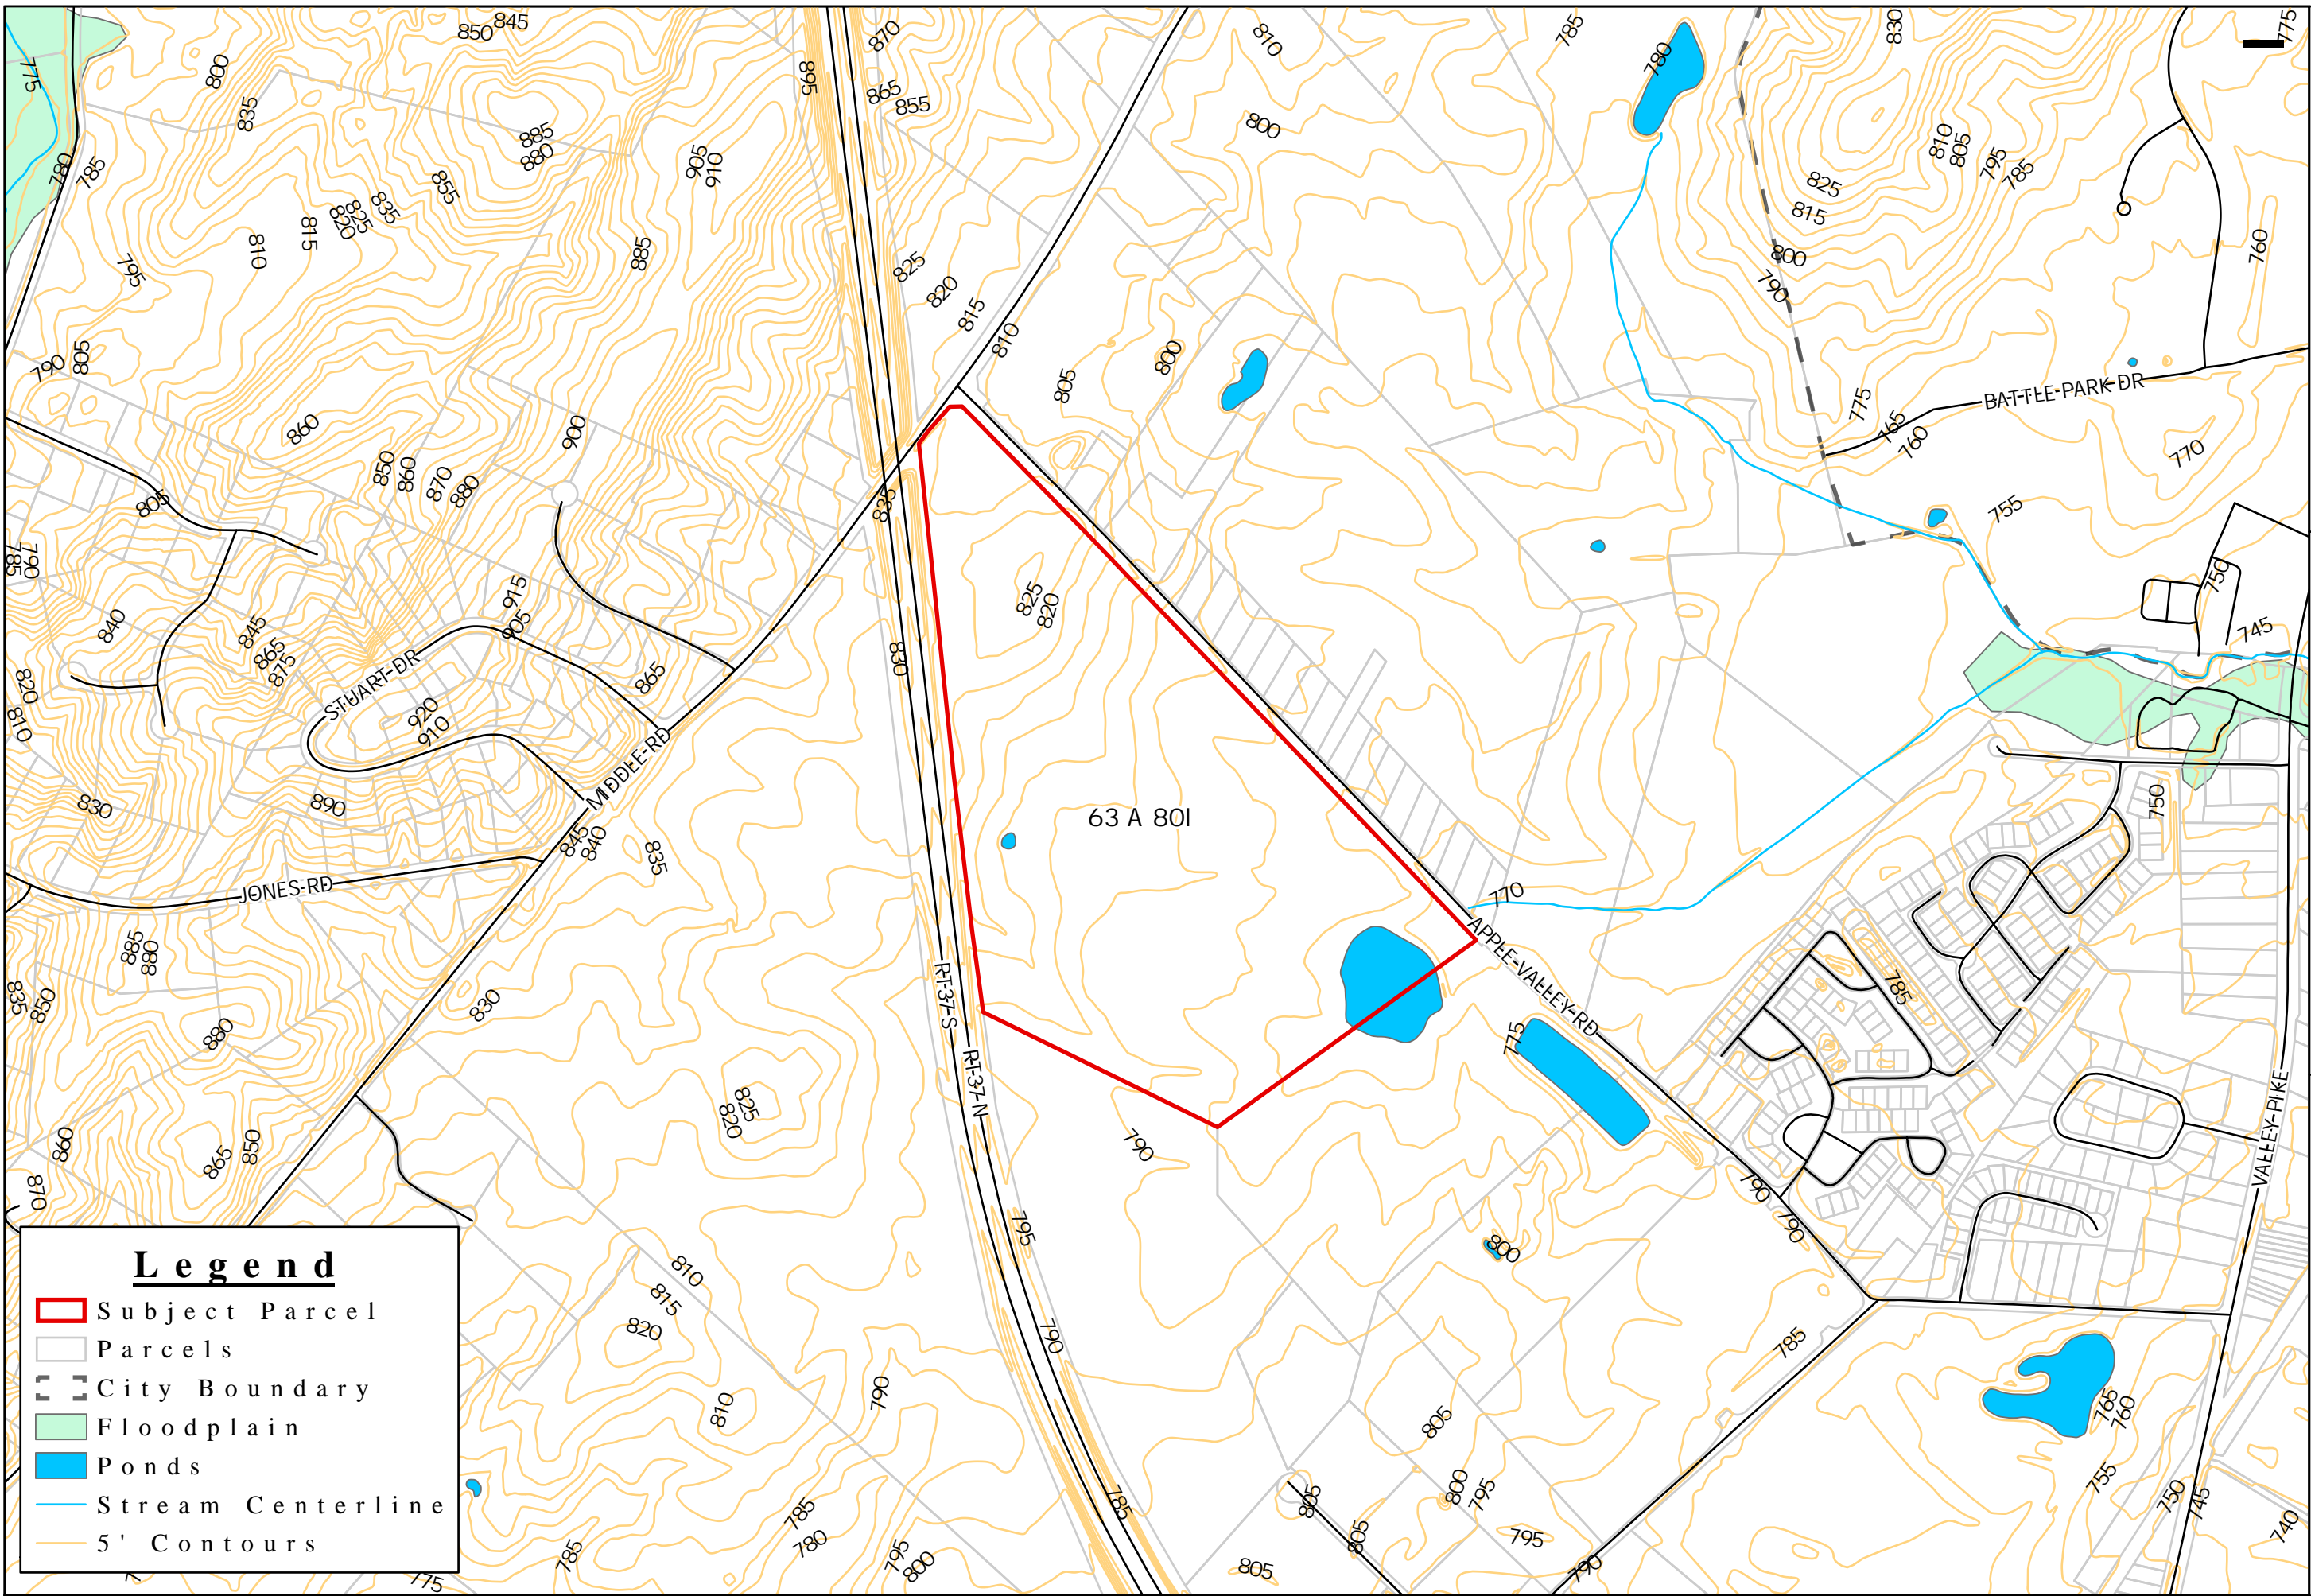 850 845 870 810 785 780 830 775
775 800 835 895 865 855 885 880 800
780 785 855 905 910 810 805 795 785
820 825 835 815 810 885 825 815 760
795 825 820 815 810 800 790
790 805 805 800 775 BATTLE-PARK-DR
860 900 765 760 770
850 860 870 880 805 835 755
785 790 840 845 865 875 915 905 825 820 750
820 810 STUART-DR 920 910 865 830 745
MIDDLE-RD
830 890 845 840 835 63 A 80I 750
JONES-RD 770
885 880 APPLE-VALLEY-RD
835 850 880 830 RT-37-S 785
825 820 RT-37-N 775 VALLEY-PIKE
860 865 850 870 790 790 790
795 800
810 815 820 790 785
810 790 805 765 760
800 795 755 750 745 740
785 785 780 795 800 785 805 805 805 795 790
775
Legend
Subject Parcel
Parcels
City Boundary
Floodplain
Ponds
Stream Centerline
5' Contours